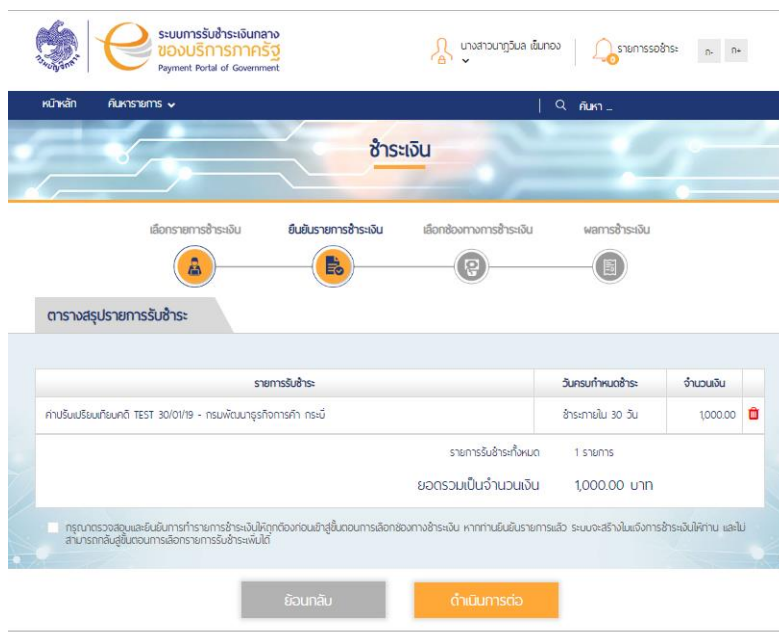 กรมบัญชีกลาง
ระบบการรับชำระเงินกลาง
ของบริการภาครัฐ
Payment Portal of Government
นางสาวนาฏวิมล เพิ่มทอง
รายการรอชำระ
0
ก- ก+
หน้าหลัก ค้นหารายการ
ค้นหา ...
ชำระเงิน
เลือกรายการชำระเงิน ยืนยันรายการชำระเงิน เลือกช่องทางการชำระเงิน ผลการชำระเงิน
ตารางสรุปรายการรับชำระ
รายการรับชำระ วันครบกำหนดชำระ จำนวนเงิน
ค่าปรับเปรียบเทียบคดี TEST 30/01/19 - กรมพัฒนาธุรกิจการค้า กระบี่ ชำระภายใน 30 วัน 1,000.00
รายการรับชำระทั้งหมด 1 รายการ
ยอดรวมเป็นจำนวนเงิน 1,000.00 บาท
กรุณาตรวจสอบและยืนยันการทำรายการชำระเงินให้ถูกต้องก่อนเข้าสู่ขั้นตอนการเลือกช่องทางชำระเงิน หากท่านยืนยันรายการแล้ว ระบบจะสร้างใบแจ้งการชำระเงินให้ท่าน และไม่
สามารถกลับสู่ขั้นตอนการเลือกรายการรับชำระเพิ่มได้
ย้อนกลับ ดำเนินการต่อ